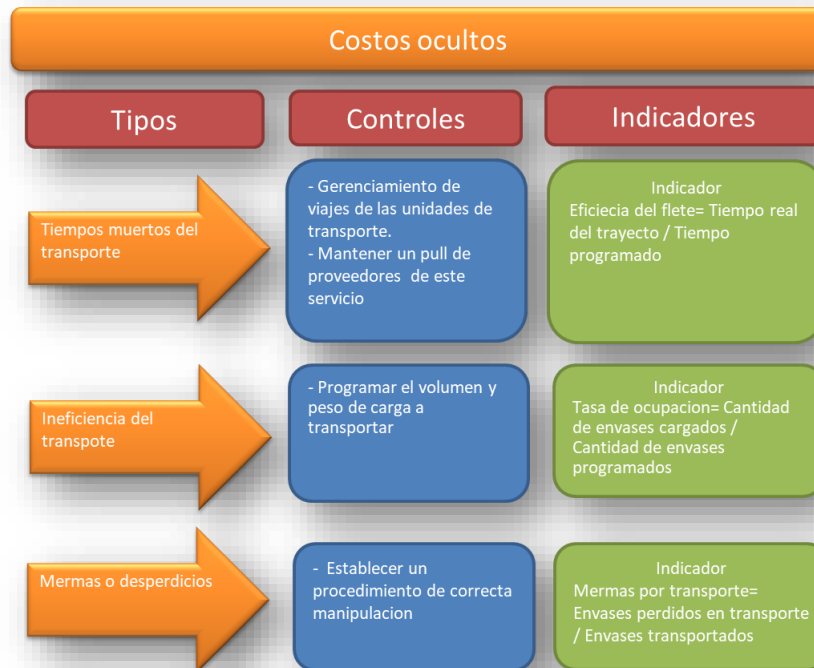 Costos ocultos
Tipos
Controles
Indicadores
Tiempos muertos del
transporte
- Gerenciamiento de
viajes de las unidades de
transporte.
- Mantener un pull de
proveedores de este
servicio
Indicador
Eficiecia del flete= Tiempo real
del trayecto / Tiempo
programado
Ineficiencia del
transpote
- Programar el volumen y
peso de carga a
transportar
Indicador
Tasa de ocupacion= Cantidad
de envases cargados /
Cantidad de envases
programados
Mermas o desperdicios
- Establecer un
procedimiento de correcta
manipulacion
Indicador
Mermas por transporte=
Envases perdidos en transporte
/ Envases transportados